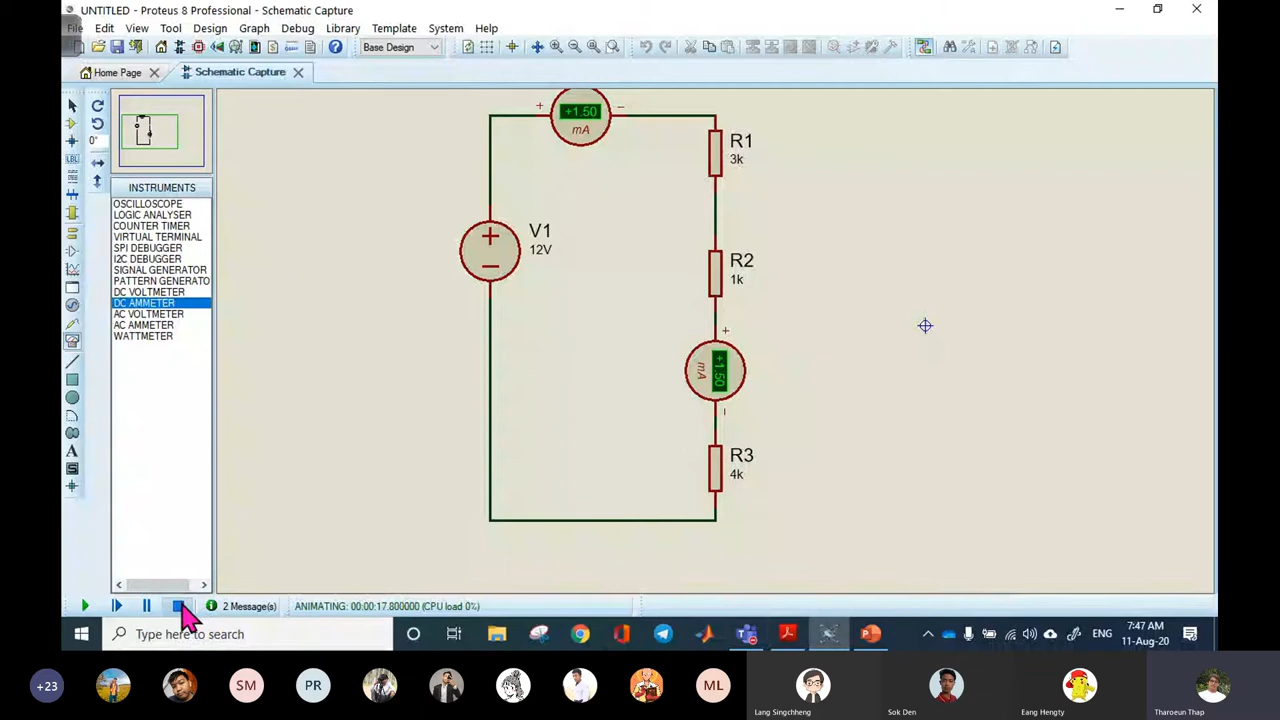 UNTITLED - Proteus 8 Professional - Schematic Capture
File Edit View Tool Design Graph Debug Library Template System Help
Base Design
Home Page Schematic Capture
0°
LBL
INSTRUMENTS
OSCILLOSCOPE
LOGIC ANALYSER
COUNTER TIMER
VIRTUAL TERMINAL
SPI DEBUGGER
I2C DEBUGGER
SIGNAL GENERATOR
PATTERN GENERATO
DC VOLTMETER
DC AMMETER
AC VOLTMETER
AC AMMETER
WATTMETER
A
+ +1.50 −
mA
R1
3k
V1
12V
+
−
R2
1k
+
+1.50
mA
−
R3
4k
2 Message(s) ANIMATING: 00:00:17.800000 (CPU load 0%)
Type here to search
ENG
7:47 AM
11-Aug-20
+23 SM PR ML
Lang Singchheng Sok Den Eang Hengty Tharoeun Thap